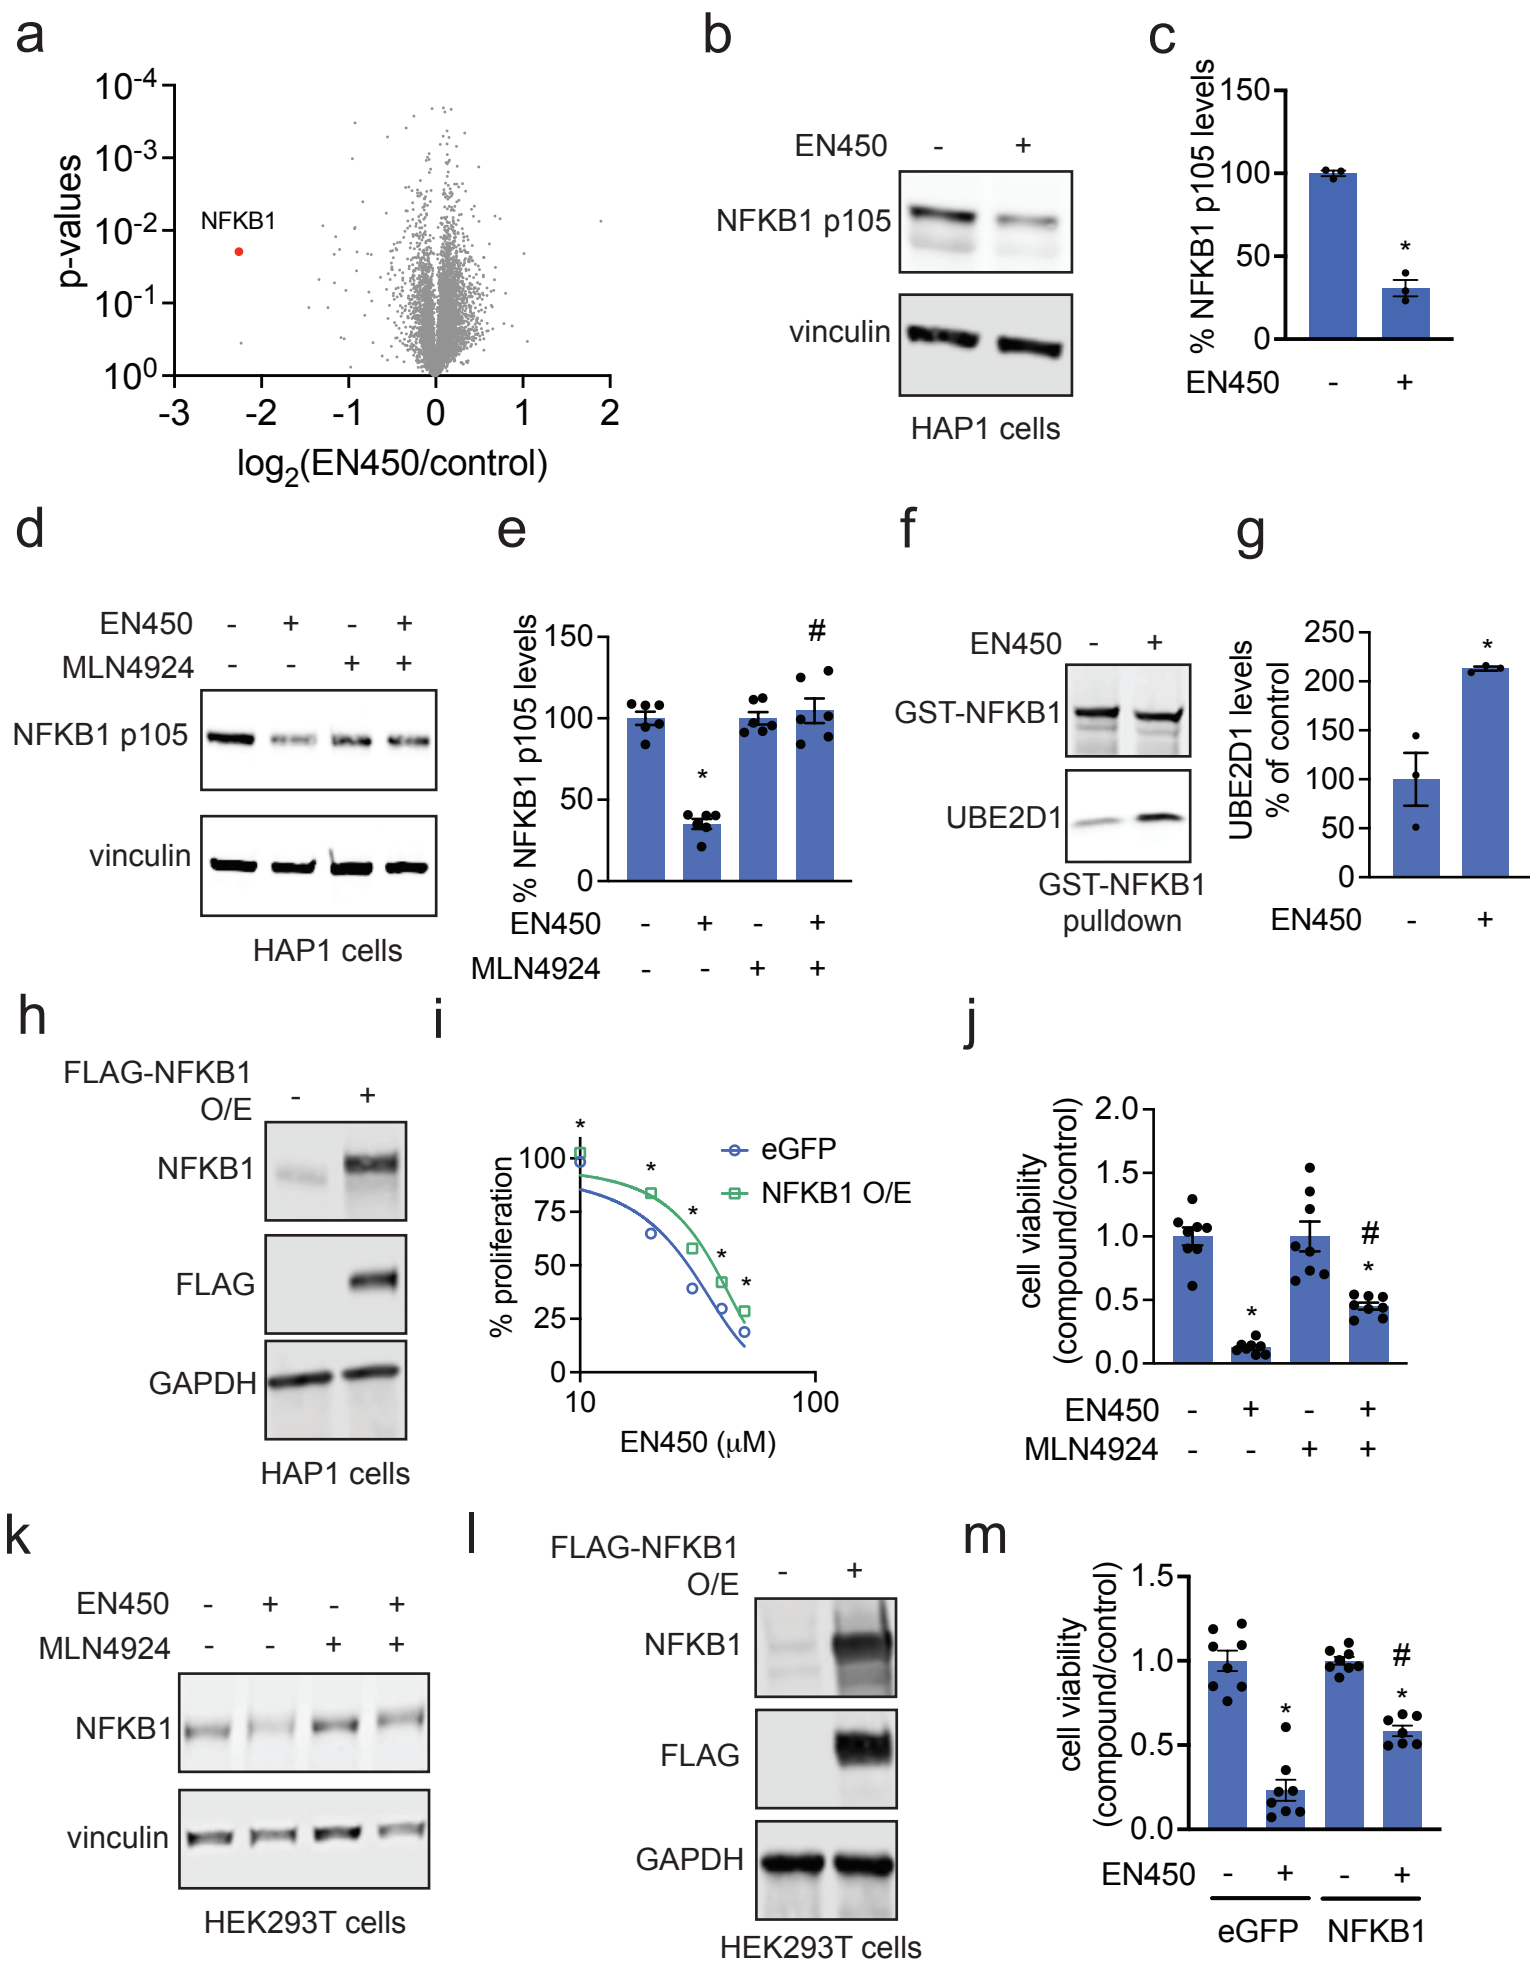 a
10-4
10-3
10-2
10-1
100
p-values
NFKB1
-3 -2 -1 0 1 2
log2(EN450/control)
b
EN450 - +
NFKB1 p105
vinculin
HAP1 cells
c
% NFKB1 p105 levels
150
100
50
0
*
EN450 - +
d
EN450 - + - +
MLN4924 - - + +
NFKB1 p105
vinculin
HAP1 cells
e
% NFKB1 p105 levels
150
100
50
0
*
#
EN450 - + - +
MLN4924 - - + +
f
EN450 - +
GST-NFKB1
UBE2D1
GST-NFKB1
pulldown
g
UBE2D1 levels
% of control
250
200
150
100
50
0
*
EN450 - +
h
FLAG-NFKB1
O/E - +
NFKB1
FLAG
GAPDH
HAP1 cells
i
% proliferation
100
75
50
25
0
* * * * *
eGFP
NFKB1 O/E
10 100
EN450 (μM)
j
cell viability
(compound/control)
2.0
1.5
1.0
0.5
0.0
*
#
*
EN450 - + - +
MLN4924 - - + +
k
EN450 - + - +
MLN4924 - - + +
NFKB1
vinculin
HEK293T cells
l
FLAG-NFKB1
O/E - +
NFKB1
FLAG
GAPDH
HEK293T cells
m
cell viability
(compound/control)
1.5
1.0
0.5
0.0
*
#
*
EN450 - + - +
eGFP NFKB1